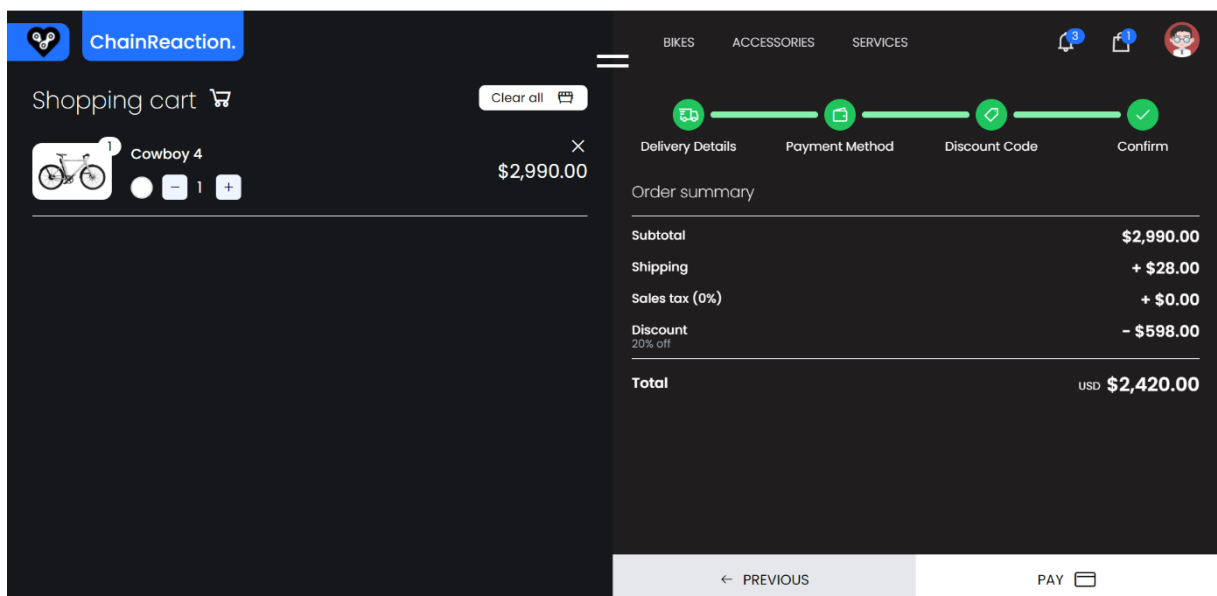 ChainReaction.
BIKES ACCESSORIES SERVICES 3 1
Shopping cart
Clear all
1
Cowboy 4
− 1 +
$2,990.00
Delivery Details Payment Method Discount Code Confirm
Order summary
Subtotal $2,990.00
Shipping + $28.00
Sales tax (0%) + $0.00
Discount - $598.00
20% off
Total USD $2,420.00
← PREVIOUS
PAY